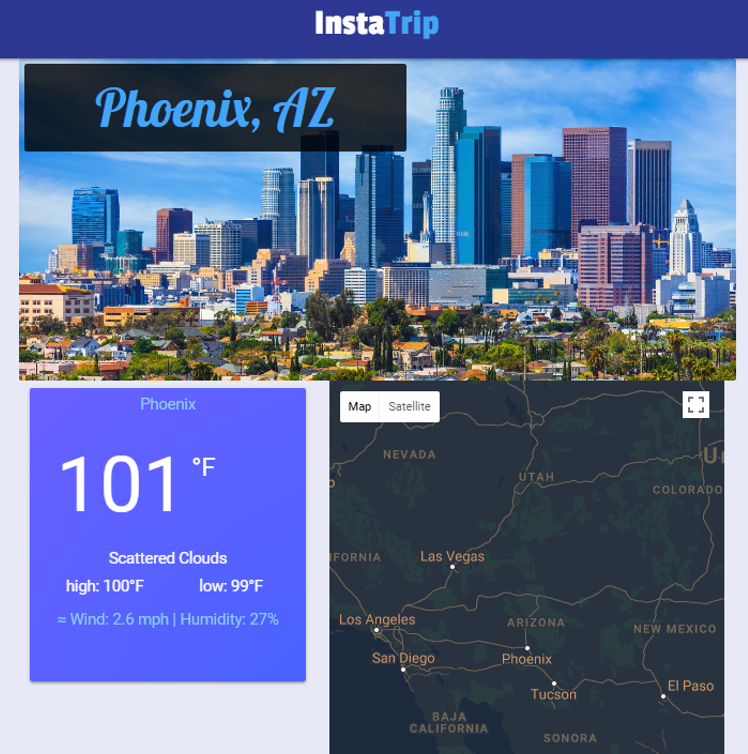 InstaTrip
Phoenix, AZ
Phoenix
101 °F
Scattered Clouds
high: 100°F low: 99°F
≈ Wind: 2.6 mph | Humidity: 27%
Map Satellite
NEVADA
UTAH
COLORADO
IFORNIA
Las Vegas
Los Angeles
ARIZONA
NEW MEXICO
San Diego
Phoenix
El Paso
Tucson
BAJA
CALIFORNIA
SONORA